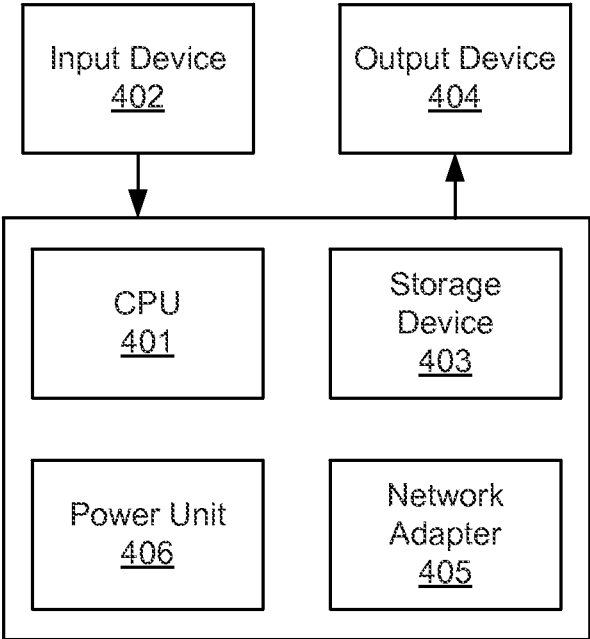 Input Device
402
Output Device
404
CPU
401
Storage
Device
403
Power Unit
406
Network
Adapter
405